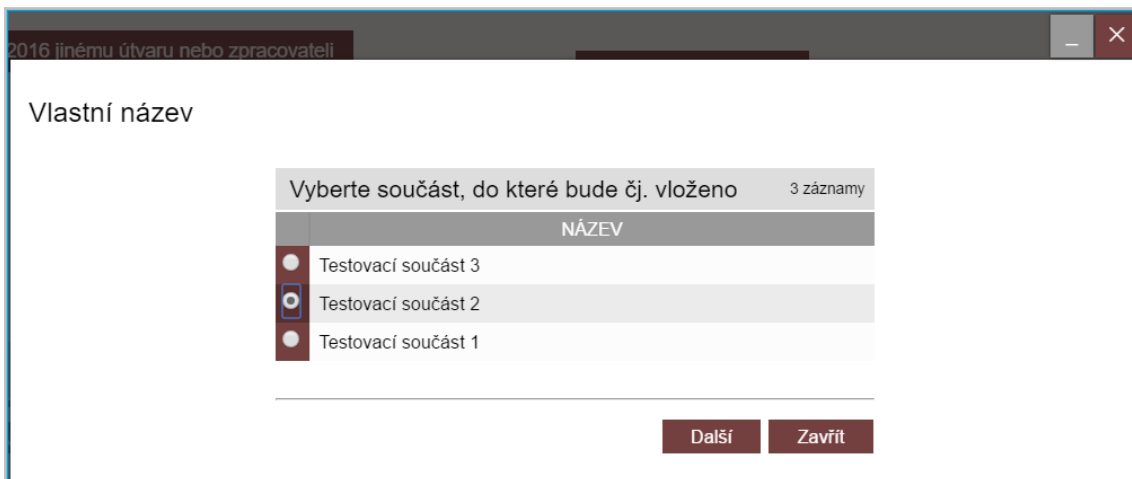 2016 jinému útvaru nebo zpracovateli
Vlastní název
Vyberte součást, do které bude čj. vloženo 3 záznamy
NÁZEV
Testovací součást 3
Testovací součást 2
Testovací součást 1
Další Zavřít